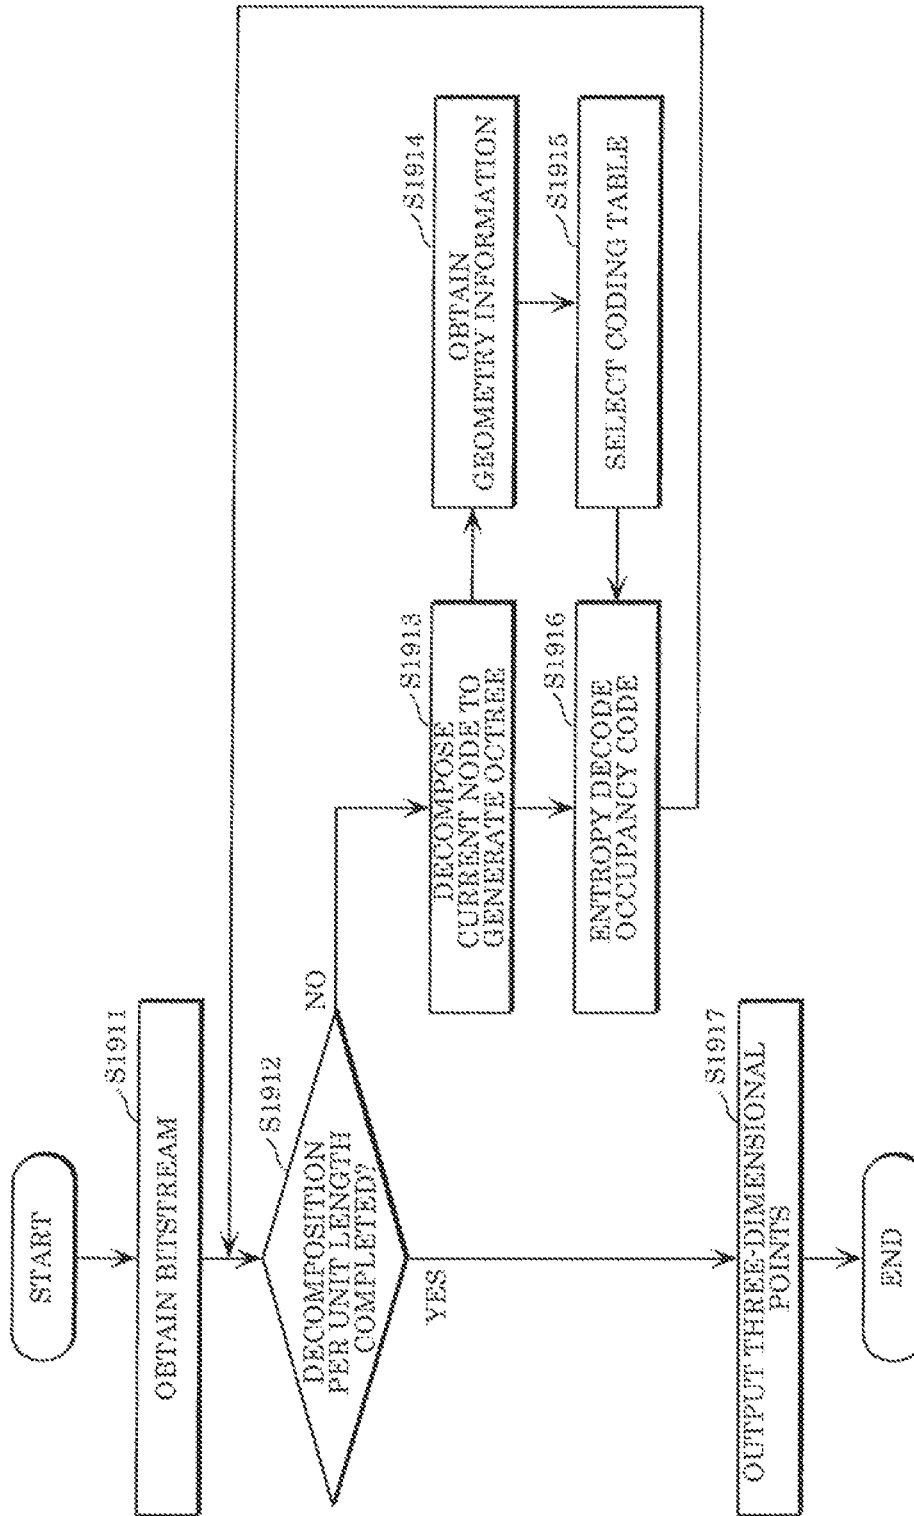 START
S1911
OBTAIN BITSTREAM
S1912
DECOMPOSITION
PER UNIT LENGTH
COMPLETED?
NO
YES
S1913
DECOMPOSE
CURRENT NODE TO
GENERATE OCTREE
S1914
OBTAIN
GEOMETRY INFORMATION
S1915
SELECT CODING TABLE
S1916
ENTROPY DECODE
OCCUPANCY CODE
S1917
OUTPUT THREE-DIMENSIONAL
POINTS
END